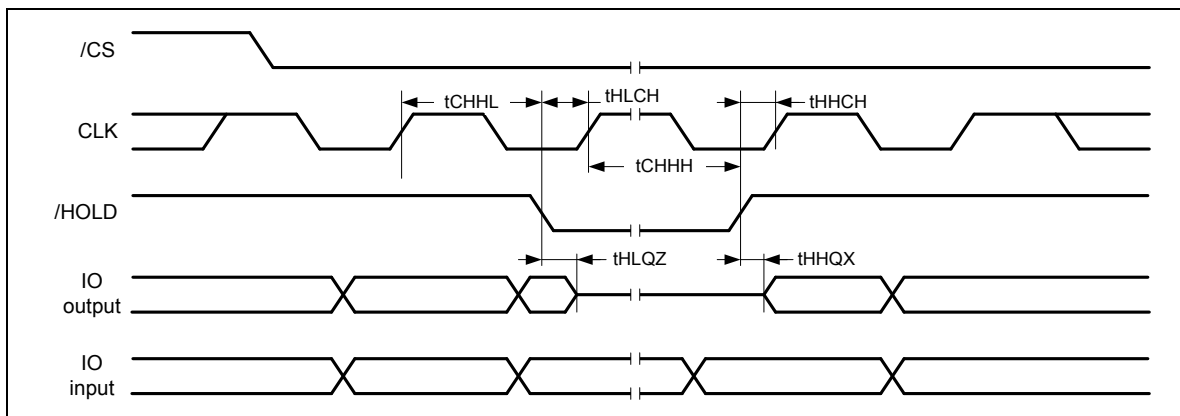 /CS
tCHHL
tHLCH
tHHCH
CLK
tCHHH
/HOLD
tHLQZ
tHHQX
IO
output
IO
input